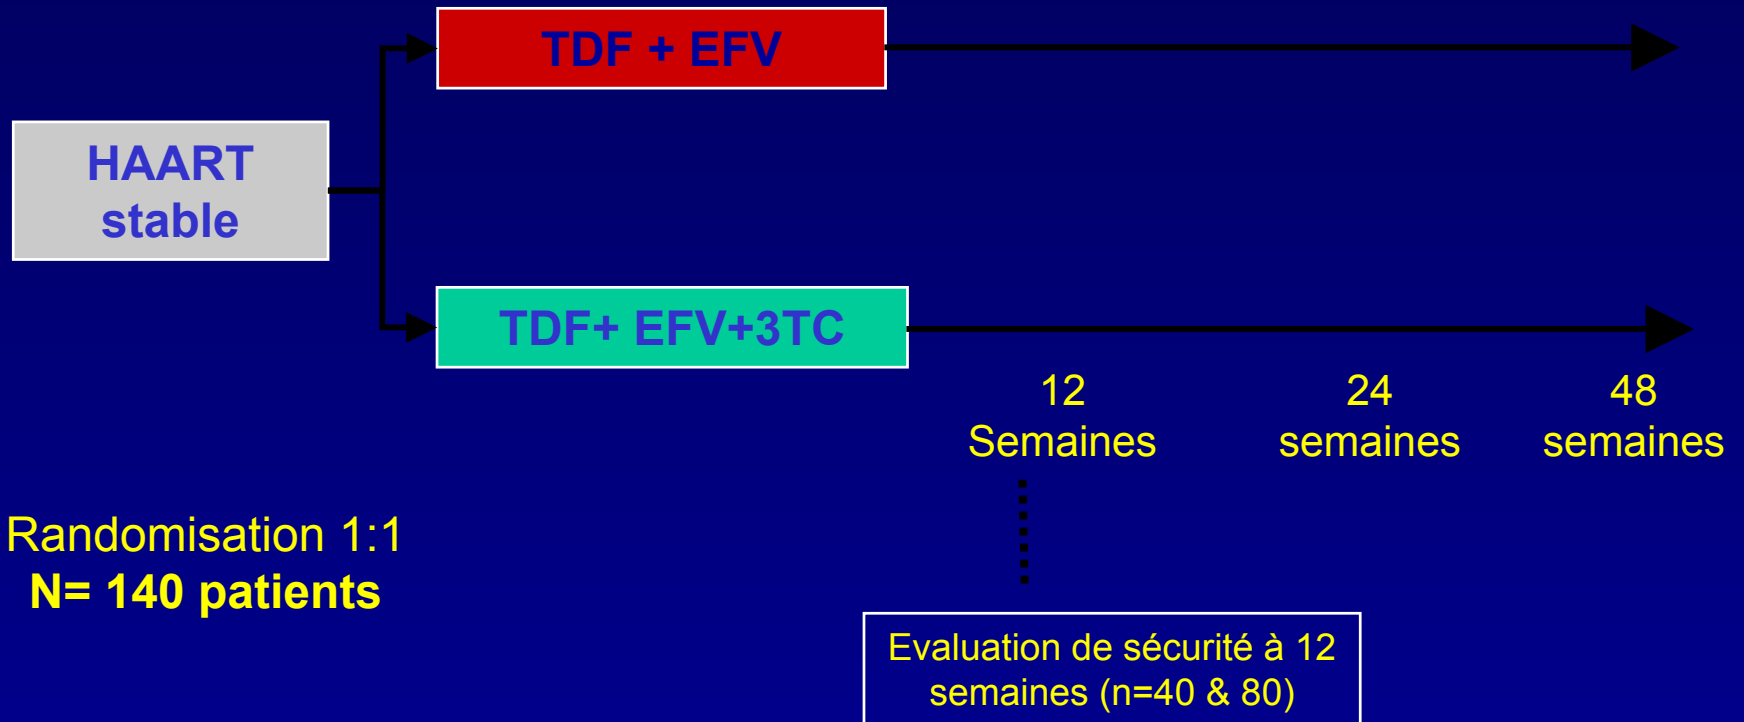 TDF + EFV
HAART
stable
TDF+ EFV+3TC
12
Semaines
24
semaines
48
semaines
Randomisation 1:1
N= 140 patients
Evaluation de sécurité à 12
semaines (n=40 & 80)